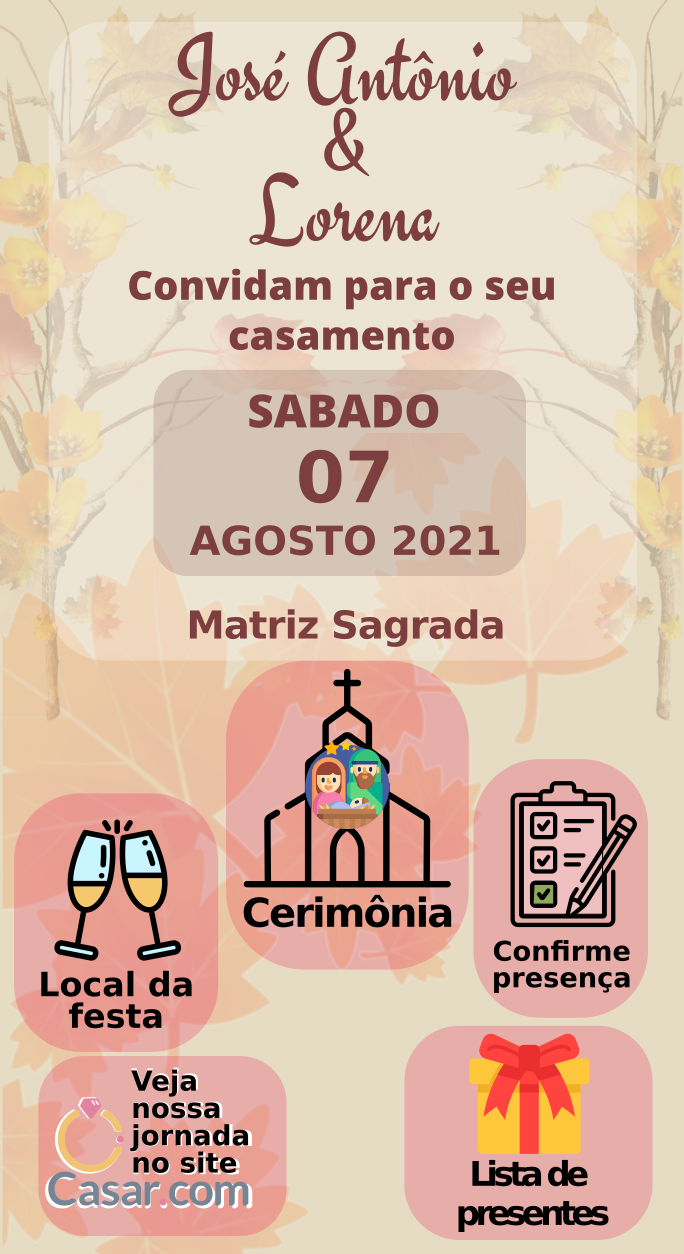 José Antônio
&
Lorena
Convidam para o seu
casamento
SABADO
07
AGOSTO 2021
Matriz Sagrada
Cerimônia
Confirme
presença
Local da
festa
Veja
nossa
jornada
no site
Casar.com
Lista de
presentes